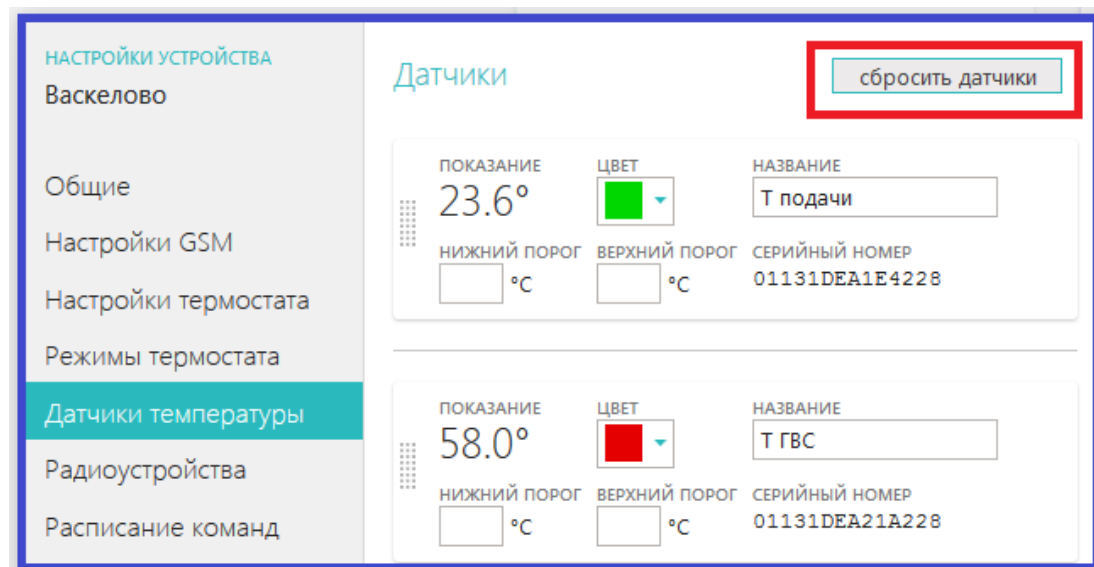 НАСТРОЙКИ УСТРОЙСТВА
Васкелово
Общие
Настройки GSM
Настройки термостата
Режимы термостата
Датчики температуры
Радиоустройства
Расписание команд
Датчики
сбросить датчики
ПОКАЗАНИЕ ЦВЕТ НАЗВАНИЕ
23.6° Т подачи
НИЖНИЙ ПОРОГ ВЕРХНИЙ ПОРОГ СЕРИЙНЫЙ НОМЕР
°C °C 01131DEA1E4228
ПОКАЗАНИЕ ЦВЕТ НАЗВАНИЕ
58.0° Т ГВС
НИЖНИЙ ПОРОГ ВЕРХНИЙ ПОРОГ СЕРИЙНЫЙ НОМЕР
°C °C 01131DEA21A228